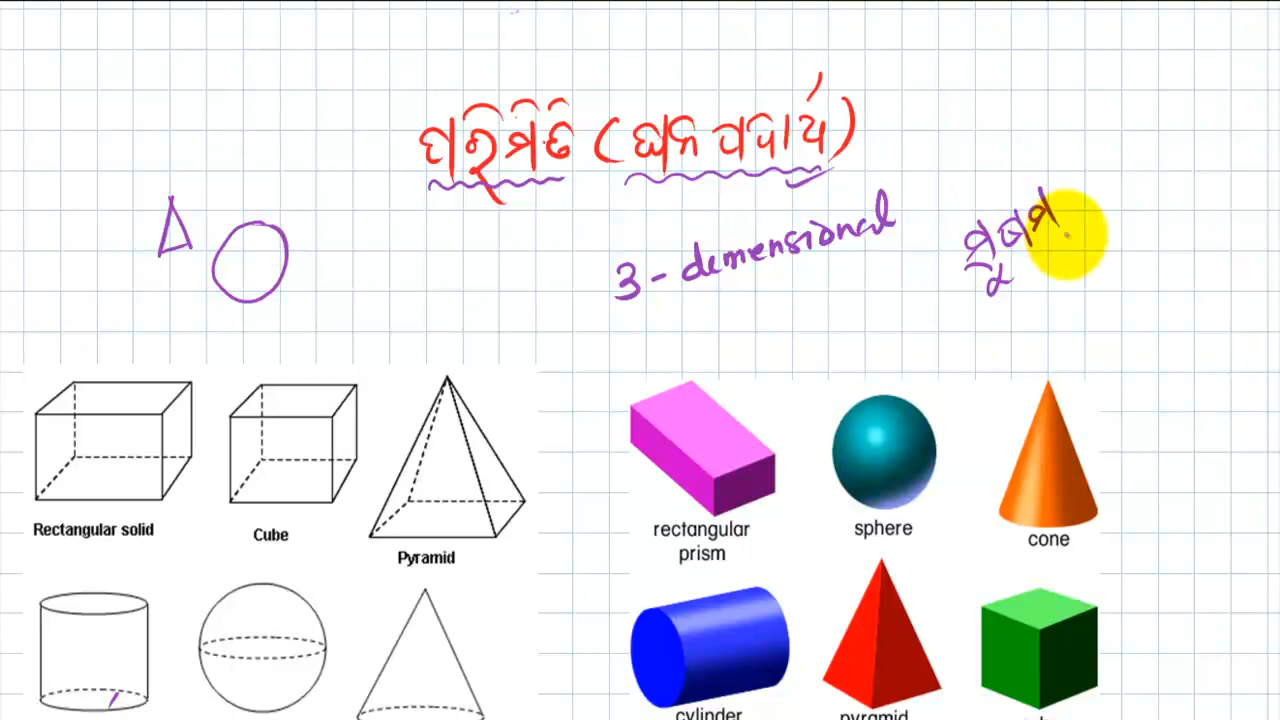 ପରିମିତି (ଘନ ପଦାର୍ଥ)
3 - demensional
Rectangular solid
Cube
Pyramid
rectangular
prism
sphere
cone
cylinder
pyramid